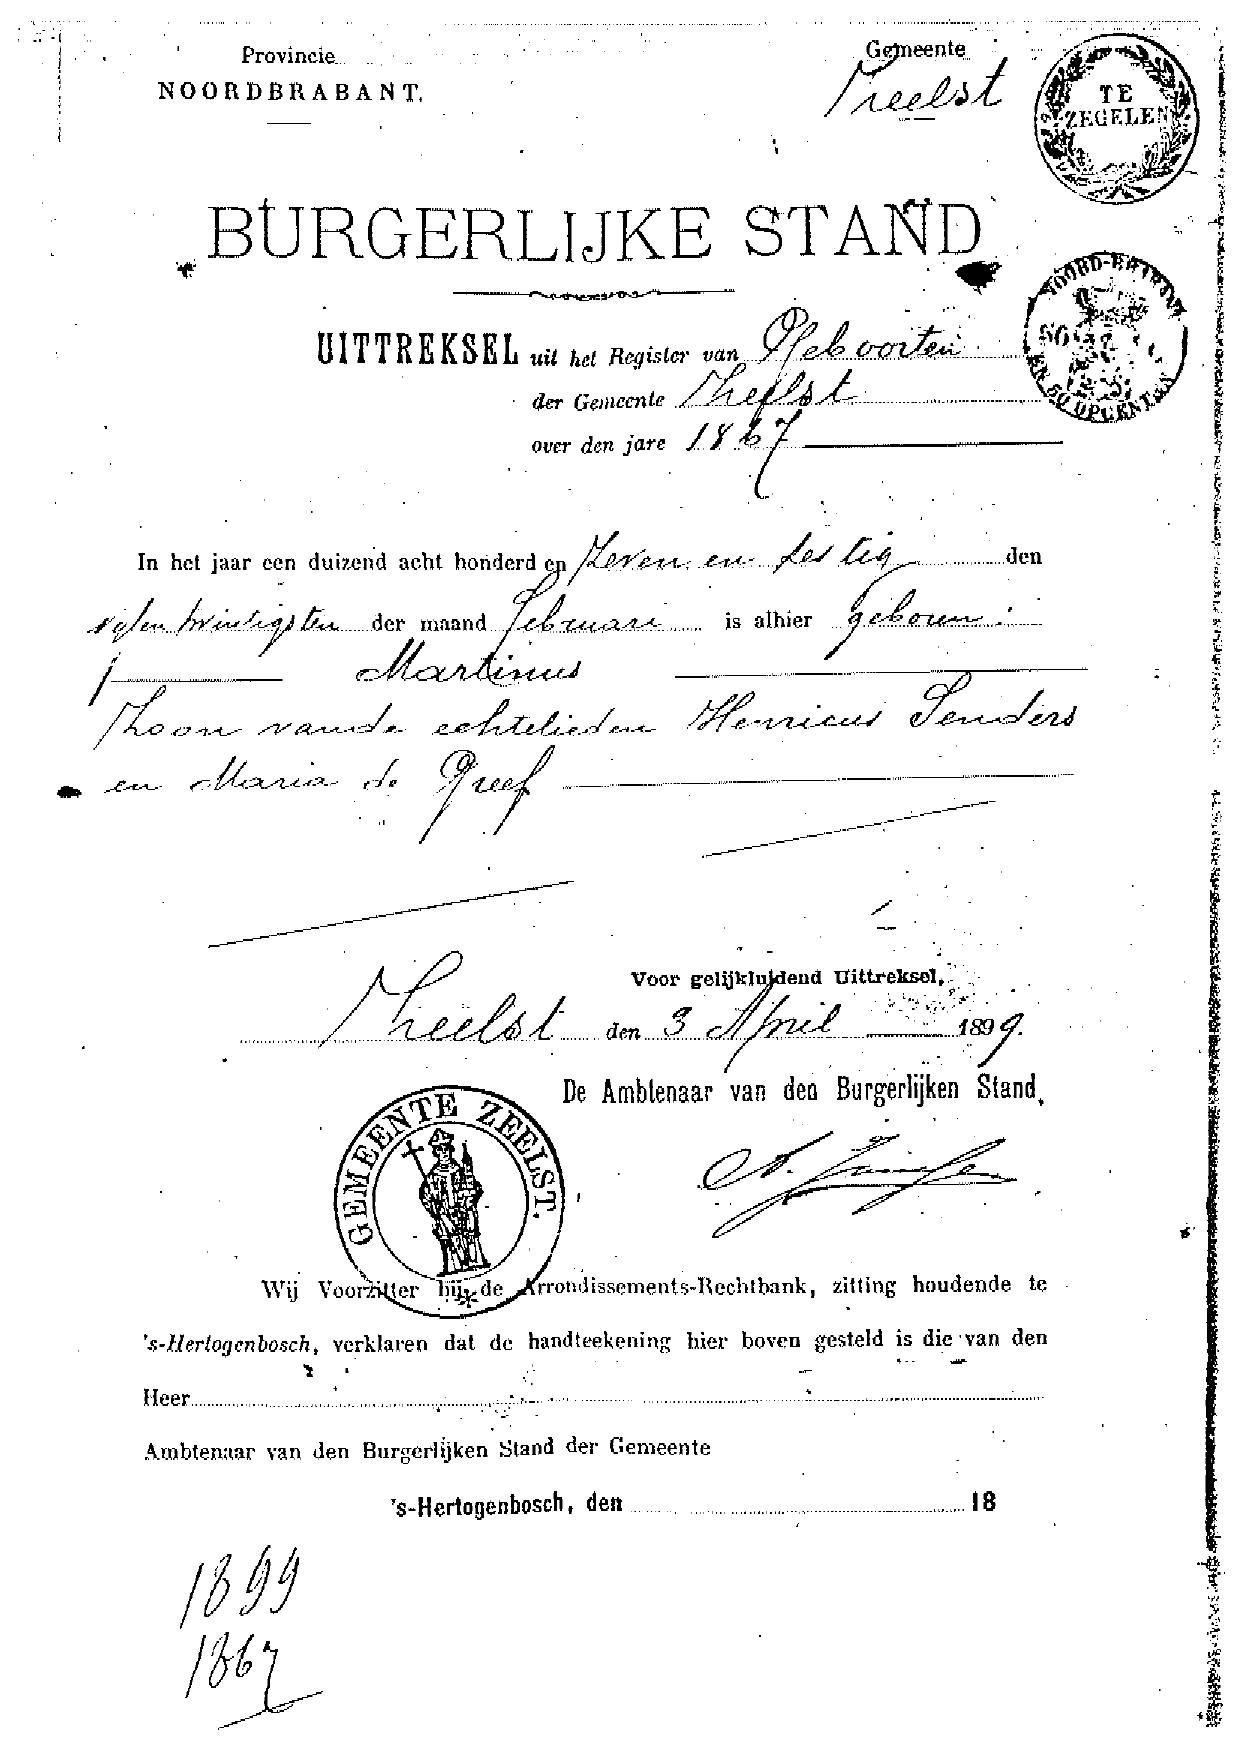 Provincie
NOORDBRABANT.
Gemeente
Zeelst
TE
ZEGELEN
BURGERLIJKE STAND
NOORD-BRABANT
50
EN 50 OPCENTEN
UITTREKSEL uit het Register van Geboorten
der Gemeente Zeelst
over den jare 1867
In het jaar een duizend acht honderd en Zeven en sestig den
der maand Februari is alhier geboren:
Martinus
Zoon van de echtelieden Henricus Senders
en Maria de Greef
Voor gelijkluidend Uittreksel,
Zeelst den 3 April 1899.
De Ambtenaar van den Burgerlijken Stand,
GEMEENTE ZEELST.
Wij Voorzitter bij de Arrondissements-Rechtbank, zitting houdende te
's-Hertogenbosch, verklaren dat de handteekening hier boven gesteld is die van den
Heer
Ambtenaar van den Burgerlijken Stand der Gemeente
's-Hertogenbosch, den 18
1899
1867